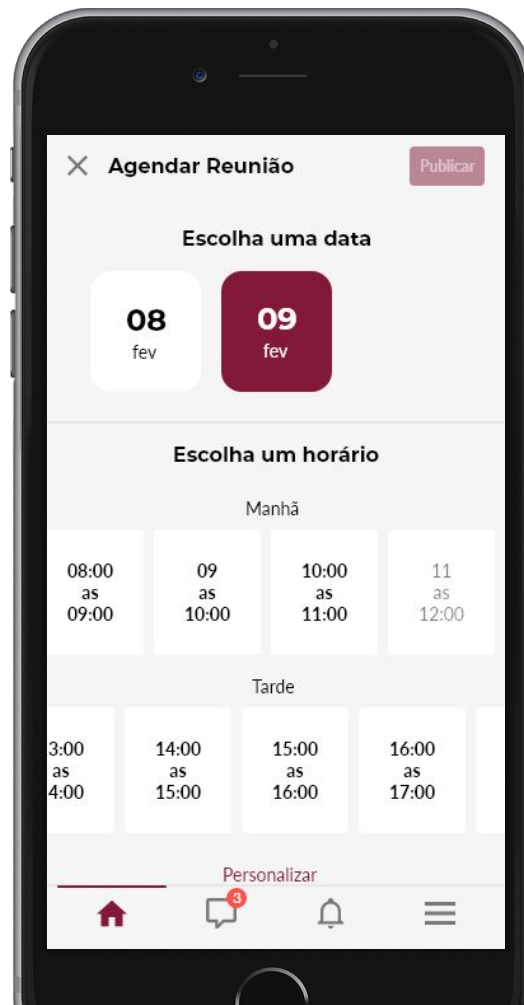 Agendar Reunião
Publicar
Escolha uma data
08
fev
09
fev
Escolha um horário
Manhã
08:00
as
09:00
09
as
10:00
10:00
as
11:00
11
as
12:00
Tarde
3:00
as
4:00
14:00
as
15:00
15:00
as
16:00
16:00
as
17:00
Personalizar
3